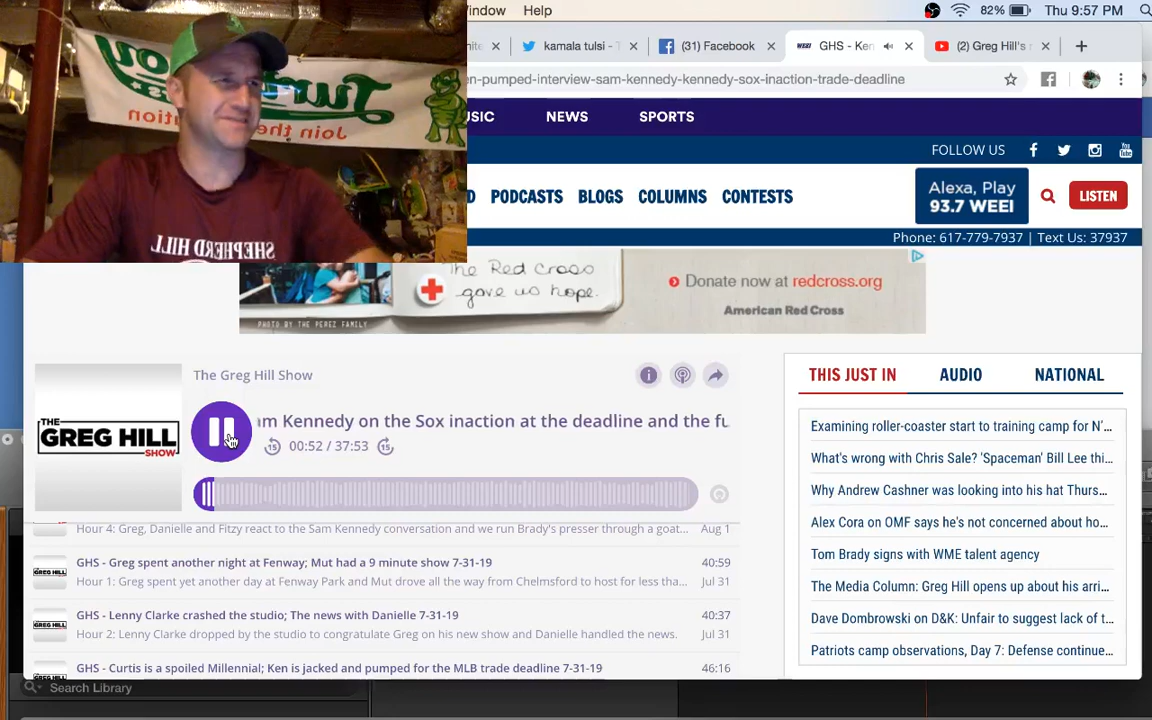 Window Help 82% Thu 9:57 PM
kamala tulsi - T (31) Facebook GHS - Ken (2) Greg Hill's r
en-pumped-interview-sam-kennedy-kennedy-sox-inaction-trade-deadline
Join the
SHEPHERD HILL
NEWS SPORTS
FOLLOW US
PODCASTS BLOGS COLUMNS CONTESTS
Alexa, Play
93.7 WEEI
LISTEN
Phone: 617-779-7937 | Text Us: 37937
The Red Cross
gave us hope.
PHOTO BY THE PEREZ FAMILY
Donate now at redcross.org
American Red Cross
THE
GREG HILL
SHOW
The Greg Hill Show
am Kennedy on the Sox inaction at the deadline and the fu
15 00:52 / 37:53 15
Hour 4: Greg, Danielle and Fitzy react to the Sam Kennedy conversation and we run Brady's presser through a goat... Aug 1
GHS - Greg spent another night at Fenway; Mut had a 9 minute show 7-31-19 40:59
Hour 1: Greg spent yet another day at Fenway Park and Mut drove all the way from Chelmsford to host for less tha... Jul 31
GHS - Lenny Clarke crashed the studio; The news with Danielle 7-31-19 40:37
Hour 2: Lenny Clarke dropped by the studio to congratulate Greg on his new show and Danielle handled the news. Jul 31
GHS - Curtis is a spoiled Millennial; Ken is jacked and pumped for the MLB trade deadline 7-31-19 46:16
THIS JUST IN AUDIO NATIONAL
Examining roller-coaster start to training camp for N'...
What's wrong with Chris Sale? 'Spaceman' Bill Lee thi...
Why Andrew Cashner was looking into his hat Thurs...
Alex Cora on OMF says he's not concerned about ho...
Tom Brady signs with WME talent agency
The Media Column: Greg Hill opens up about his arri...
Dave Dombrowski on D&K: Unfair to suggest lack of t...
Patriots camp observations, Day 7: Defense continue...
Search Library